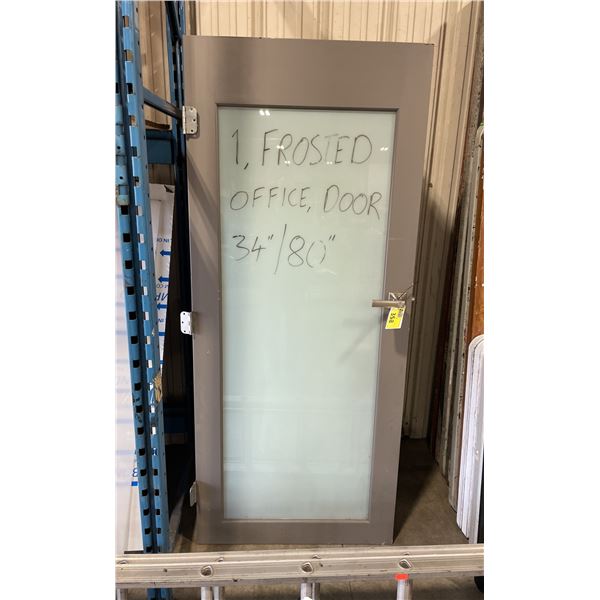 1, FROSTED
OFFICE, DOOR
34"/80"